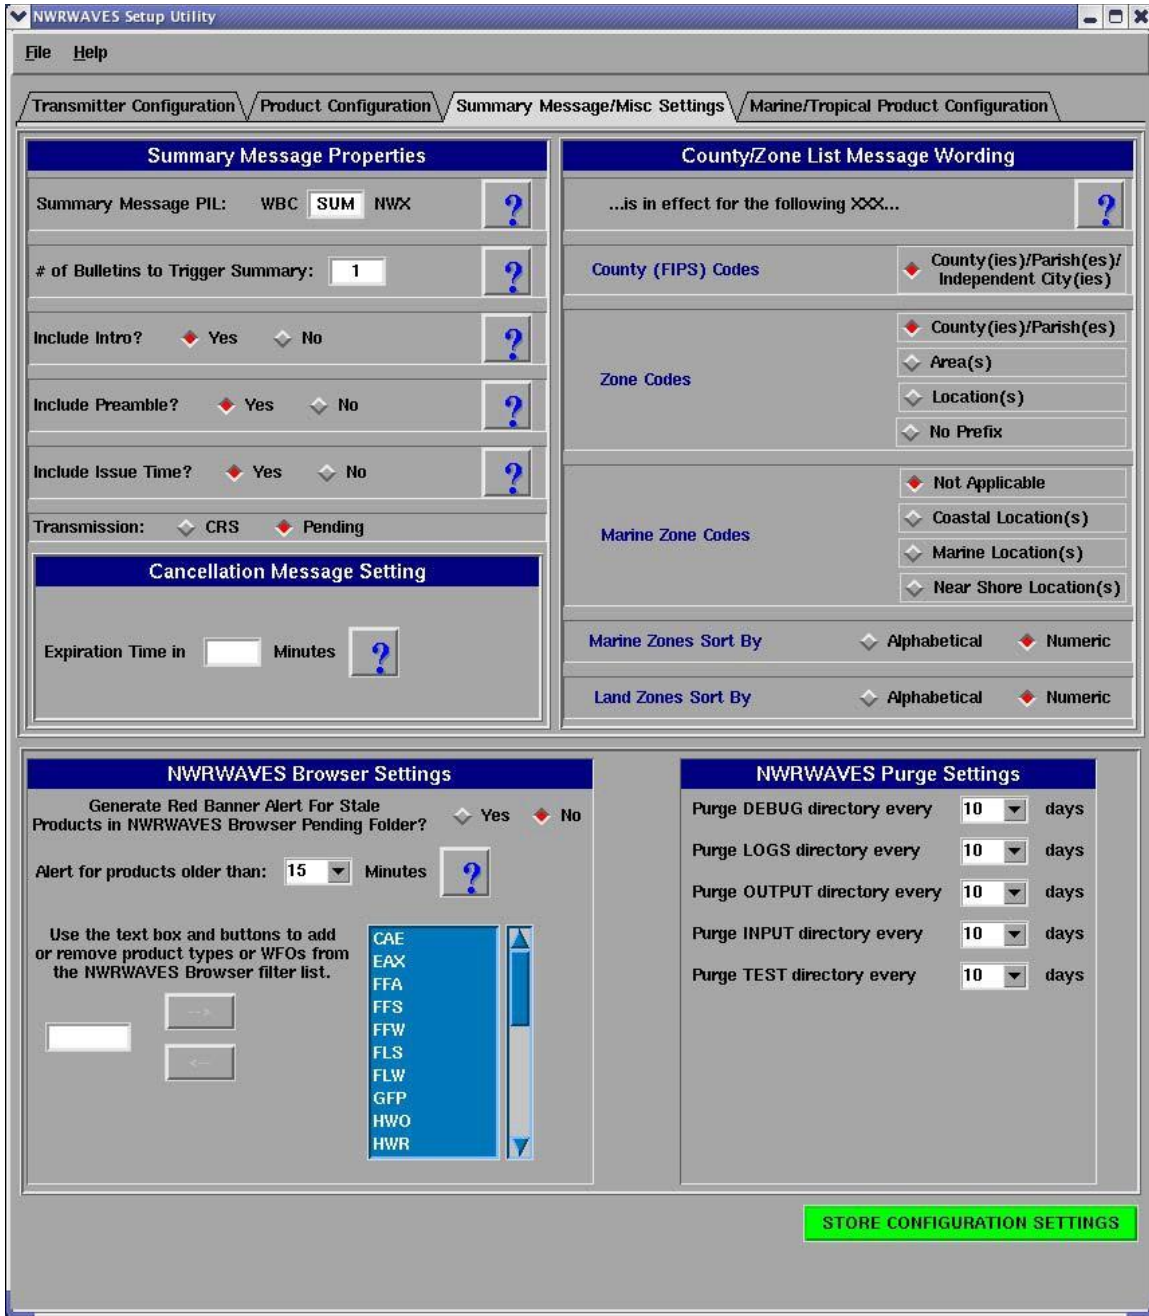 NWRWAVES Setup Utility
File Help
Transmitter Configuration Product Configuration Summary Message/Misc Settings Marine/Tropical Product Configuration
Summary Message Properties
Summary Message PIL: WBC SUM NWX ?
# of Bulletins to Trigger Summary: 1 ?
Include Intro? Yes No ?
Include Preamble? Yes No ?
Include Issue Time? Yes No ?
Transmission: CRS Pending
Cancellation Message Setting
Expiration Time in Minutes ?
County/Zone List Message Wording
...is in effect for the following XXX... ?
County (FIPS) Codes
County(ies)/Parish(es)/
Independent City(ies)
Zone Codes
County(ies)/Parish(es)
Area(s)
Location(s)
No Prefix
Marine Zone Codes
Not Applicable
Coastal Location(s)
Marine Location(s)
Near Shore Location(s)
Marine Zones Sort By Alphabetical Numeric
Land Zones Sort By Alphabetical Numeric
NWRWAVES Browser Settings
Generate Red Banner Alert For Stale
Products in NWRWAVES Browser Pending Folder? Yes No
Alert for products older than: 15 Minutes ?
Use the text box and buttons to add
or remove product types or WFOs from
the NWRWAVES Browser filter list.
-->
<--
CAE
EAX
FFA
FFS
FFW
FLS
FLW
GFP
HWO
HWR
NWRWAVES Purge Settings
Purge DEBUG directory every 10 days
Purge LOGS directory every 10 days
Purge OUTPUT directory every 10 days
Purge INPUT directory every 10 days
Purge TEST directory every 10 days
STORE CONFIGURATION SETTINGS